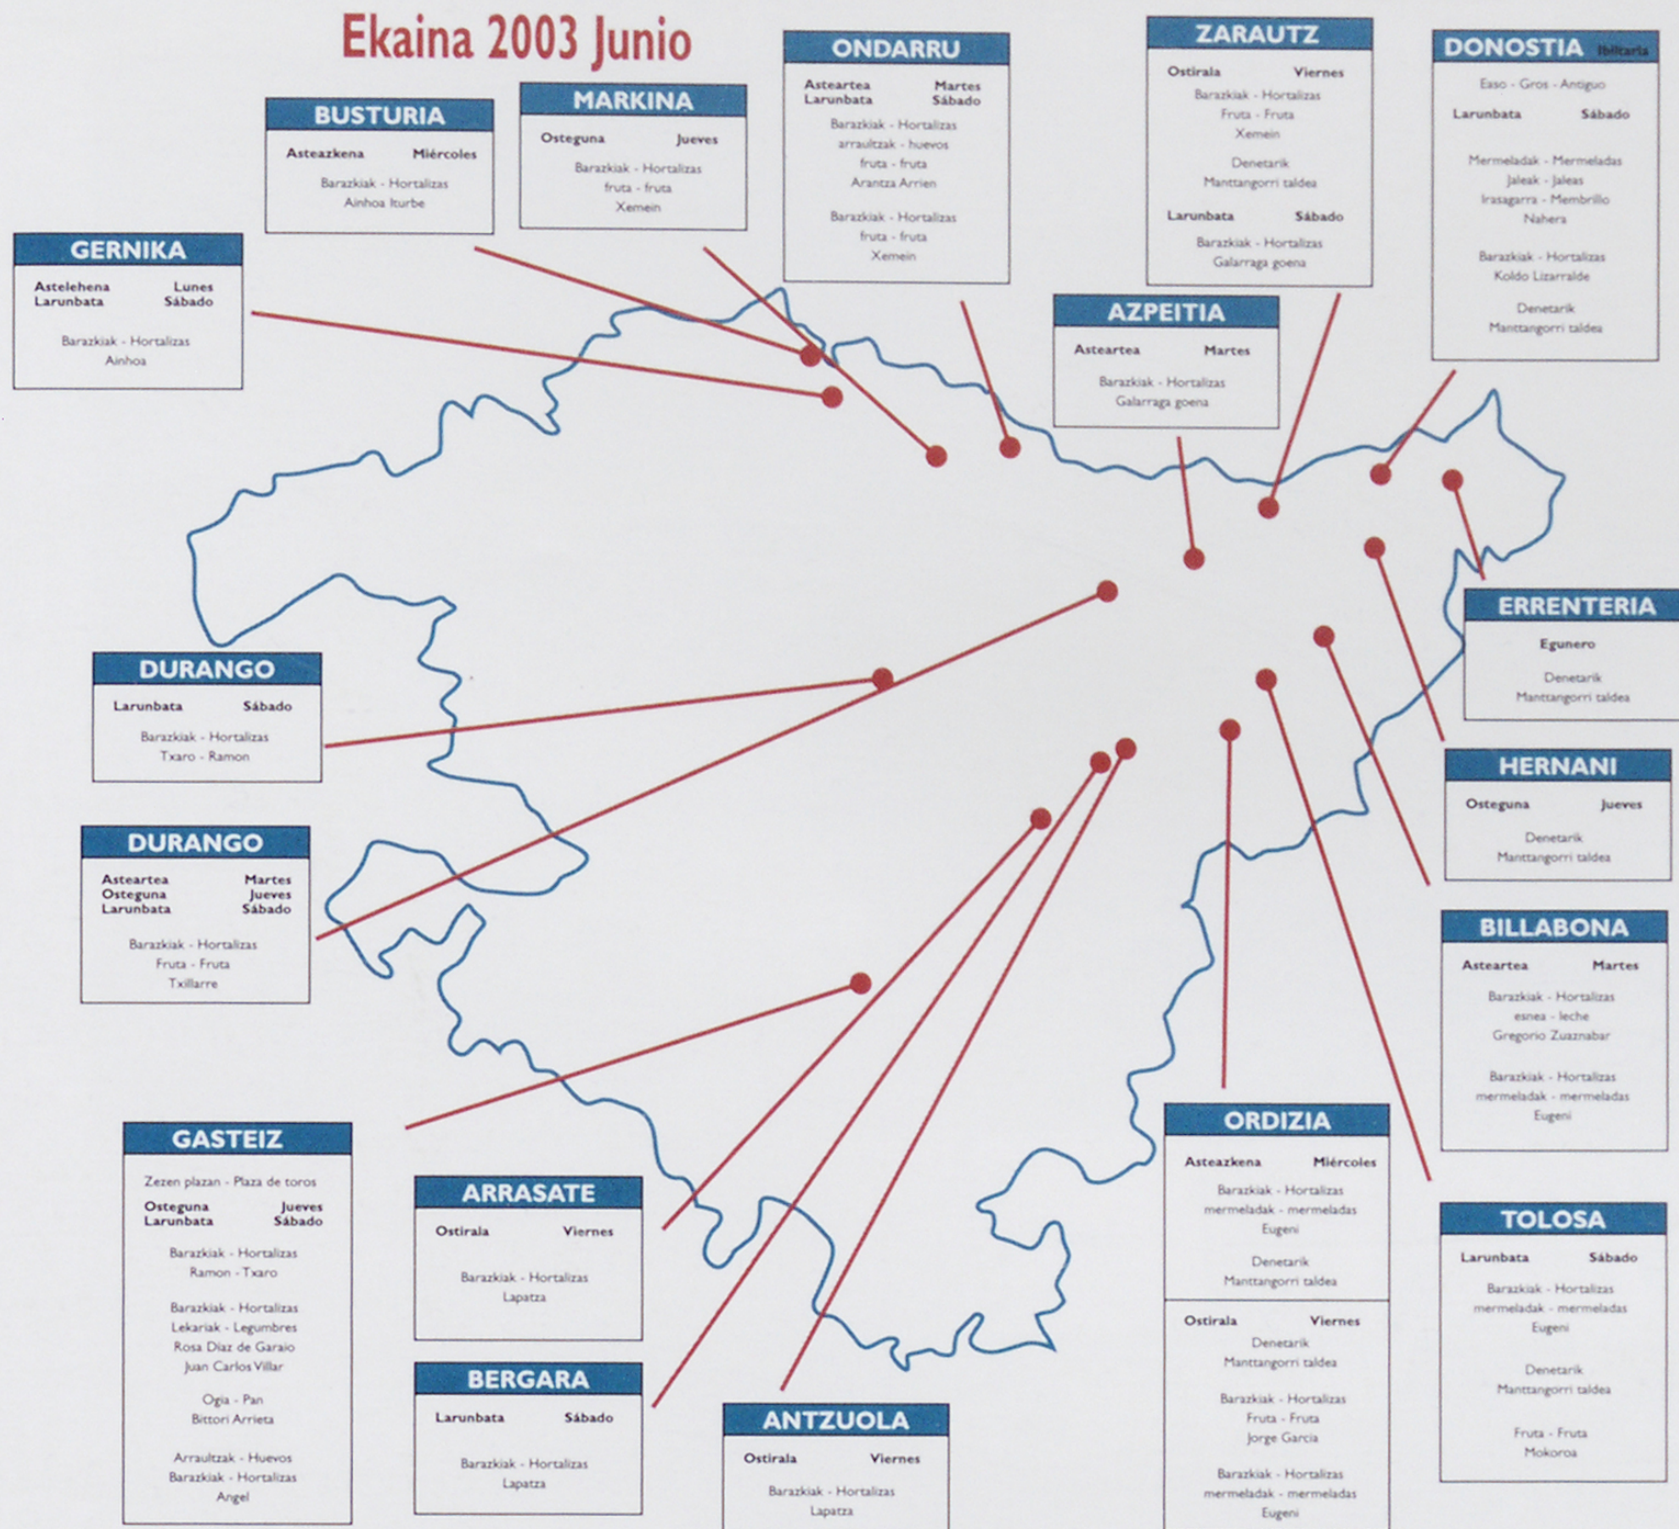 Ekaina 2003 Junio
BUSTURIA
Asteazkena Miércoles
Barazkiak - Hortalizas
Ainhoa Iturbe
MARKINA
Osteguna Jueves
Barazkiak - Hortalizas
fruta - fruta
Xemein
ONDARRU
Asteartea Martes
Larunbata Sábado
Barazkiak - Hortalizas
arraultzak - huevos
fruta - fruta
Arantza Arrien
Barazkiak - Hortalizas
fruta - fruta
Xemein
ZARAUTZ
Ostirala Viernes
Barazkiak - Hortalizas
Fruta - Fruta
Xemein
Denetarik
Manttangorri taldea
Larunbata Sábado
Barazkiak - Hortalizas
Galarraga goena
DONOSTIA Ibiltaria
Easo - Gros - Antiguo
Larunbata Sábado
Mermeladak - Mermeladas
Jaleak - Jaleas
Irasagarra - Membrillo
Nahera
Barazkiak - Hortalizas
Koldo Lizarralde
Denetarik
Manttangorri taldea
GERNIKA
Astelehena Lunes
Larunbata Sábado
Barazkiak - Hortalizas
Ainhoa
AZPEITIA
Asteartea Martes
Barazkiak - Hortalizas
Galarraga goena
ERRENTERIA
Egunero
Denetarik
Manttangorri taldea
DURANGO
Larunbata Sábado
Barazkiak - Hortalizas
Txaro - Ramon
HERNANI
Osteguna Jueves
Denetarik
Manttangorri taldea
DURANGO
Asteartea Martes
Osteguna Jueves
Larunbata Sábado
Barazkiak - Hortalizas
Fruta - Fruta
Txillarre
BILLABONA
Asteartea Martes
Barazkiak - Hortalizas
esnea - leche
Gregorio Zuaznabar
Barazkiak - Hortalizas
mermeladak - mermeladas
Eugeni
GASTEIZ
Zezen plazan - Plaza de toros
Osteguna Jueves
Larunbata Sábado
Barazkiak - Hortalizas
Ramon - Txaro
Barazkiak - Hortalizas
Lekariak - Legumbres
Rosa Díaz de Garaio
Juan Carlos Villar
Ogia - Pan
Bittori Arrieta
Arraultzak - Huevos
Barazkiak - Hortalizas
Angel
ARRASATE
Ostirala Viernes
Barazkiak - Hortalizas
Lapatza
BERGARA
Larunbata Sábado
Barazkiak - Hortalizas
Lapatza
ANTZUOLA
Ostirala Viernes
Barazkiak - Hortalizas
Lapatza
ORDIZIA
Asteazkena Miércoles
Barazkiak - Hortalizas
mermeladak - mermeladas
Eugeni
Denetarik
Manttangorri taldea
Ostirala Viernes
Denetarik
Manttangorri taldea
Barazkiak - Hortalizas
Fruta - Fruta
Jorge García
Barazkiak - Hortalizas
mermeladak - mermeladas
Eugeni
TOLOSA
Larunbata Sábado
Barazkiak - Hortalizas
mermeladak - mermeladas
Eugeni
Denetarik
Manttangorri taldea
Fruta - Fruta
Mokoroa